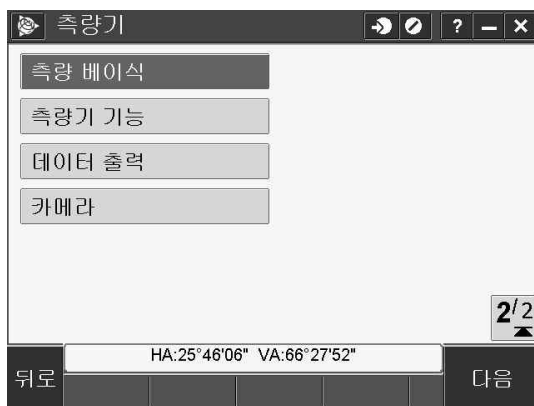 측량기
? – ×
측량 베이식
측량기 기능
데이터 출력
카메라
2/2
HA:25°46'06" VA:66°27'52"
뒤로
다음